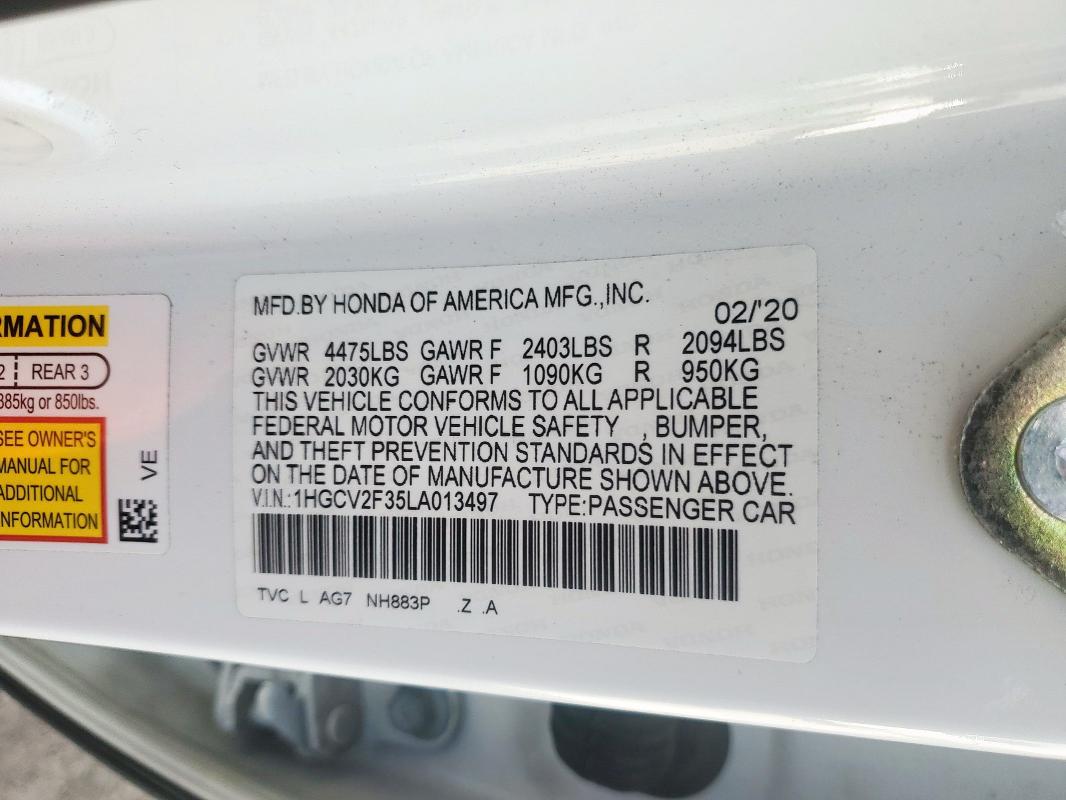 RMATION
2 REAR 3
385kg or 850lbs.
SEE OWNER'S
MANUAL FOR
ADDITIONAL
INFORMATION
VE
MFD.BY HONDA OF AMERICA MFG.,INC.
02/'20
GVWR 4475LBS GAWR F 2403LBS R 2094LBS
GVWR 2030KG GAWR F 1090KG R 950KG
THIS VEHICLE CONFORMS TO ALL APPLICABLE
FEDERAL MOTOR VEHICLE SAFETY , BUMPER,
AND THEFT PREVENTION STANDARDS IN EFFECT
ON THE DATE OF MANUFACTURE SHOWN ABOVE.
V.I.N.:1HGCV2F35LA013497 TYPE:PASSENGER CAR
TVC L AG7 NH883P .Z .A